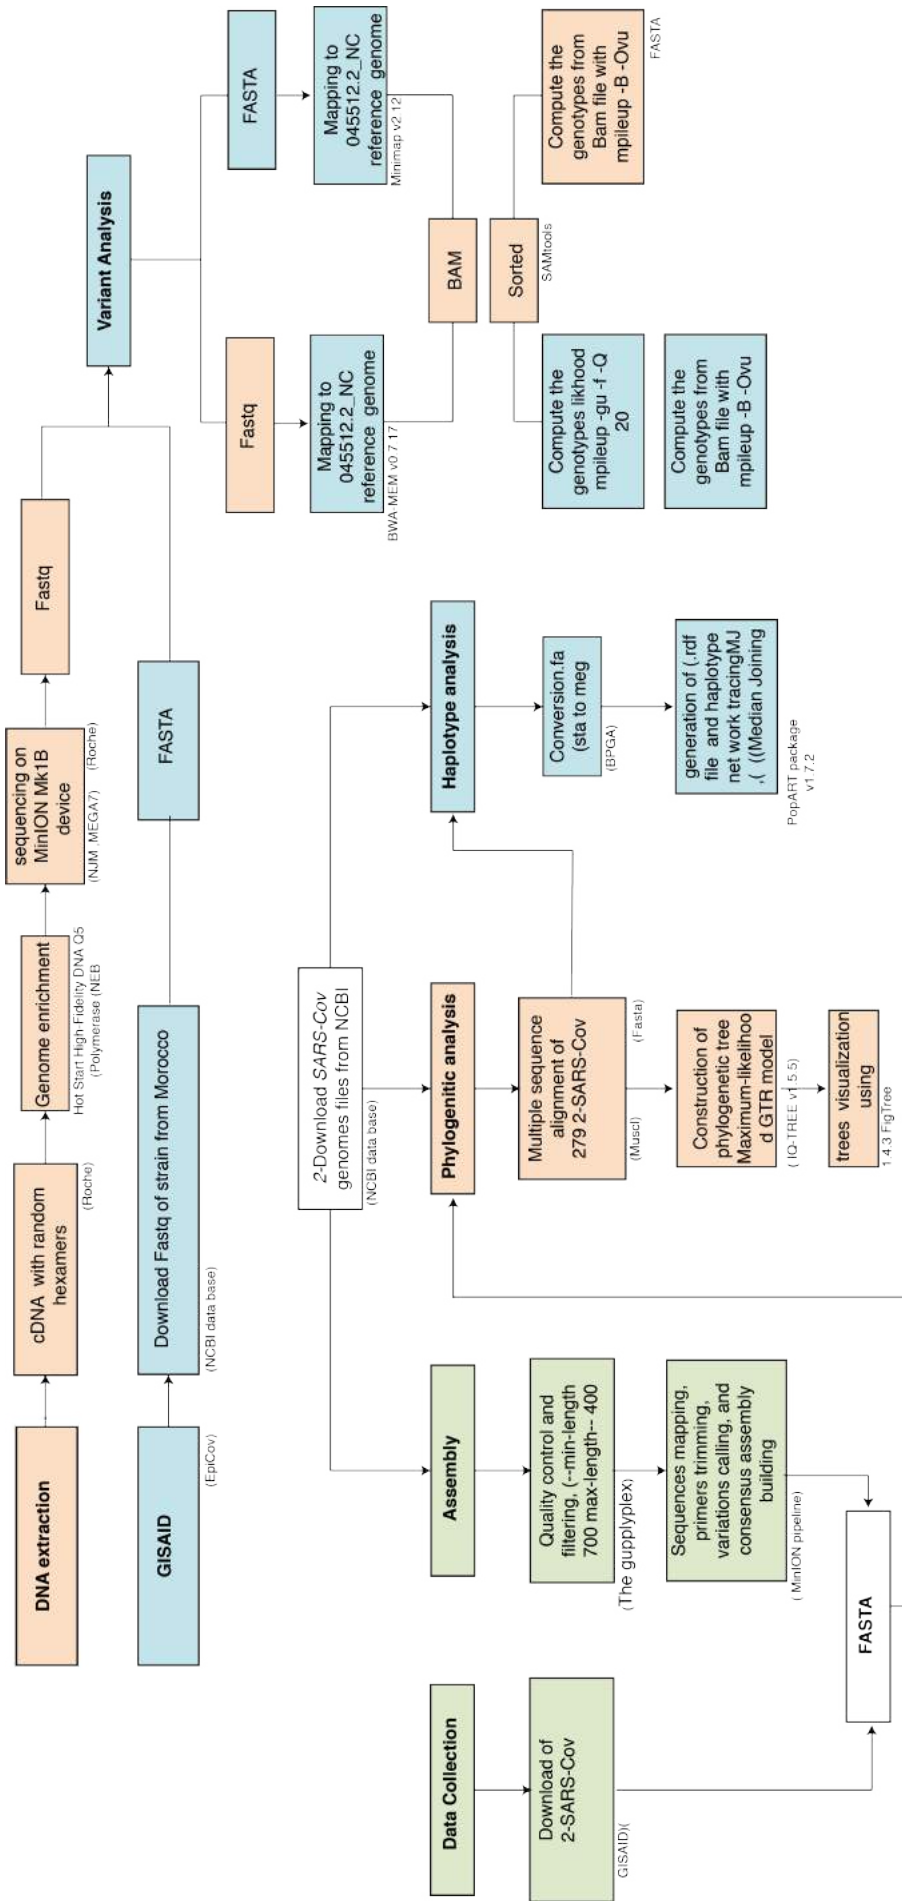 DNA extraction
cDNA with random
hexamers
(Roche)
Genome enrichment
Hot Start High-Fidelity DNA Q5
(Polymerase (NEB
sequencing on
MinION Mk1B
device
(NJM ,MEGA7)
(Roche)
Fastq
GISAID
(EpiCov)
Download Fastq of strain from Morocco
(NCBI data base)
FASTA
Variant Analysis
Fastq
FASTA
Mapping to
045512.2_NC
reference genome
BWA-MEM v0.7.17
Mapping to
045512.2_NC
reference genome
Minimap v2.12
BAM
Sorted
SAMtools
Compute the
genotypes likhood
mpileup -gu -f -Q
20
Compute the
genotypes from
Bam file with
mpileup -B -Ovu
Compute the
genotypes from
Bam file with
mpileup -B -Ovu
FASTA
2-Download SARS-Cov
genomes files from NCBI
(NCBI data base)
Data Collection
Download of
2-SARS-Cov
GISAID)(
Assembly
Quality control and
filtering, (--min-length
700 max-length-- 400
(The gupplyplex)
Sequences mapping,
primers trimming,
variations calling, and
consensus assembly
building
( MinION pipeline)
FASTA
Phylogenitic analysis
Multiple sequence
alignment of
279 2-SARS-Cov
(Muscl)
(Fasta)
Construction of
phylogenetic tree
Maximum-likelihoo
d GTR model
( IQ-TREE v1.5.5)
trees visualization
using
1.4.3 FigTree
Haplotype analysis
Conversion.fa
(sta to meg
(BPGA)
generation of (.rdf
file and haplotype
net work tracingMJ
,( ((Median Joining
PopART package
v1.7.2